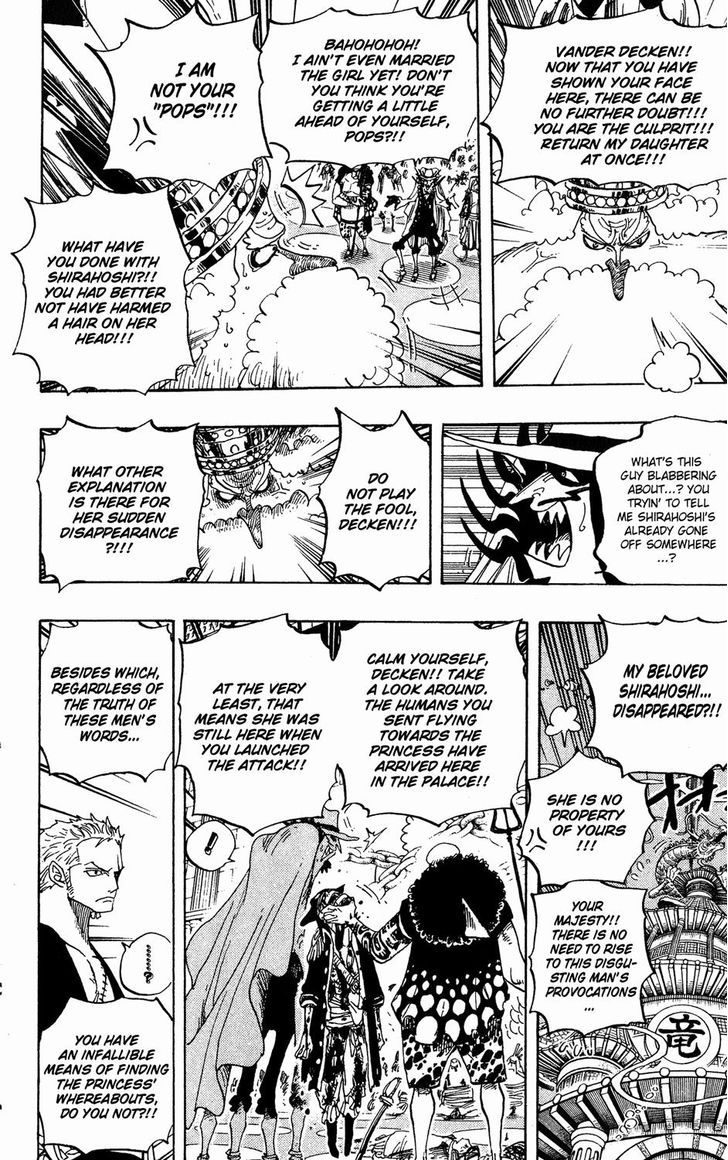 VANDER DECKEN!!
NOW THAT YOU HAVE
SHOWN YOUR FACE
HERE, THERE CAN BE
NO FURTHER DOUBT!!!
YOU ARE THE CULPRIT!!!
RETURN MY DAUGHTER
AT ONCE!!!
BAHOHOHOH!
I AIN'T EVEN MARRIED
THE GIRL YET! DON'T
YOU THINK YOU'RE
GETTING A LITTLE
AHEAD OF YOURSELF,
POPS?!!
I AM
NOT YOUR
"POPS"!!!
WHAT HAVE
YOU DONE WITH
SHIRAHOSHI?!!
YOU HAD BETTER
NOT HAVE HARMED
A HAIR ON HER
HEAD!!!
WHAT'S THIS
GUY BLABBERING
ABOUT...? YOU
TRYIN' TO TELL
ME SHIRAHOSHI'S
ALREADY GONE
OFF SOMEWHERE
...?
DO
NOT PLAY
THE FOOL,
DECKEN!!!
WHAT OTHER
EXPLANATION
IS THERE FOR
HER SUDDEN
DISAPPEARANCE
?!!!
MY BELOVED
SHIRAHOSHI...
DISAPPEARED?!!
SHE IS NO
PROPERTY
OF YOURS
!!!
YOUR
MAJESTY!!
THERE IS
NO NEED TO RISE
TO THIS DISGU-
STING MAN'S
PROVOCATIONS
...
竜
CALM YOURSELF,
DECKEN!! TAKE
A LOOK AROUND.
THE HUMANS YOU
SENT FLYING
TOWARDS THE
PRINCESS HAVE
ARRIVED HERE
IN THE PALACE!!
AT THE VERY
LEAST, THAT
MEANS SHE WAS
STILL HERE WHEN
YOU LAUNCHED
THE ATTACK!!
!
BESIDES WHICH,
REGARDLESS OF
THE TRUTH OF
THESE MEN'S
WORDS...
...?
YOU HAVE
AN INFALLIBLE
MEANS OF FINDING
THE PRINCESS'
WHEREABOUTS,
DO YOU NOT?!!